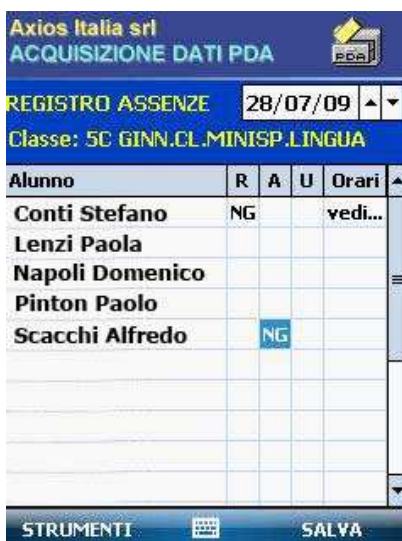 Axios Italia srl
ACQUISIZIONE DATI PDA
PDA
REGISTRO ASSENZE 28/07/09
Classe: 5C GINN.CL.MINISP.LINGUA
Alunno R A U Orari
Conti Stefano NG vedi...
Lenzi Paola
Napoli Domenico
Pinton Paolo
Scacchi Alfredo NG
STRUMENTI SALVA